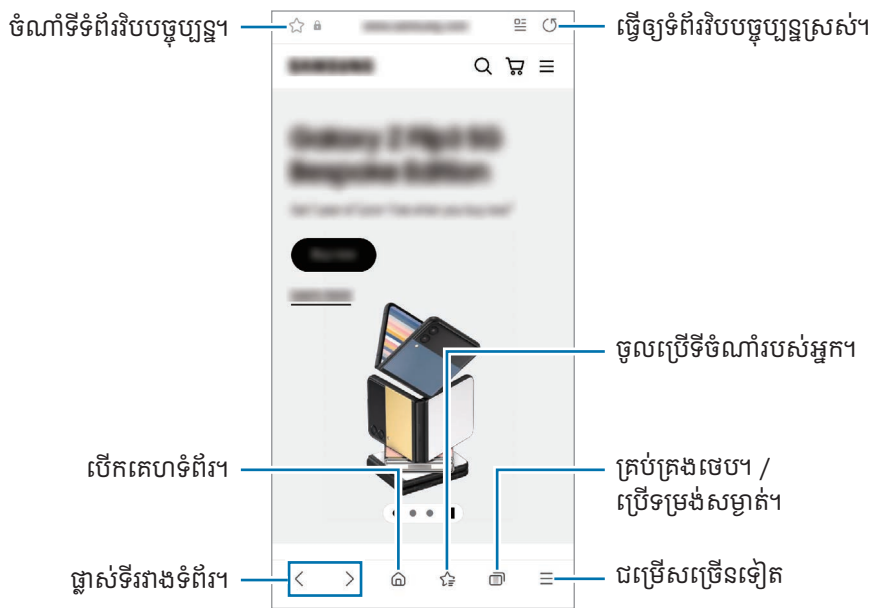 ចំណាំទីទំព័រវិបបច្ចុប្បន្ន។
ធ្វើឲ្យទំព័រវិបបច្ចុប្បន្នស្រស់។
ចូលប្រើទីចំណាំរបស់អ្នក។
បើកគេហទំព័រ។
គ្រប់គ្រងថេប។ /
ប្រើទម្រង់សម្ងាត់។
ផ្លាស់ទីរវាងទំព័រ។
ជម្រើសច្រើនទៀត